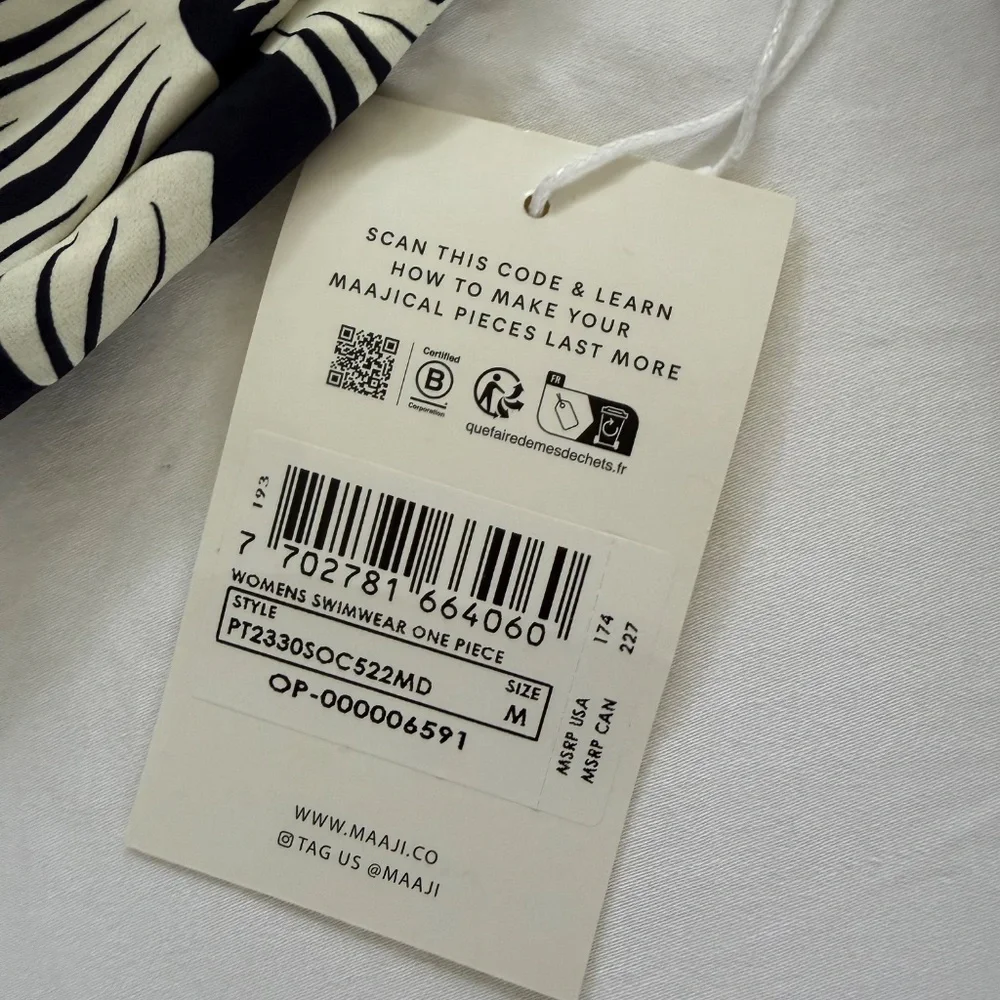 SCAN THIS CODE & LEARN
HOW TO MAKE YOUR
MAAJICAL PIECES LAST MORE
Certified
B
Corporation
FR
quefairedemesdechets.fr
193
7 702781 664060
WOMENS SWIMWEAR ONE PIECE
STYLE SIZE
PT2330SOC522MD M
OP-000006591
MSRP USA 174
MSRP CAN 227
WWW.MAAJI.CO
TAG US @MAAJI